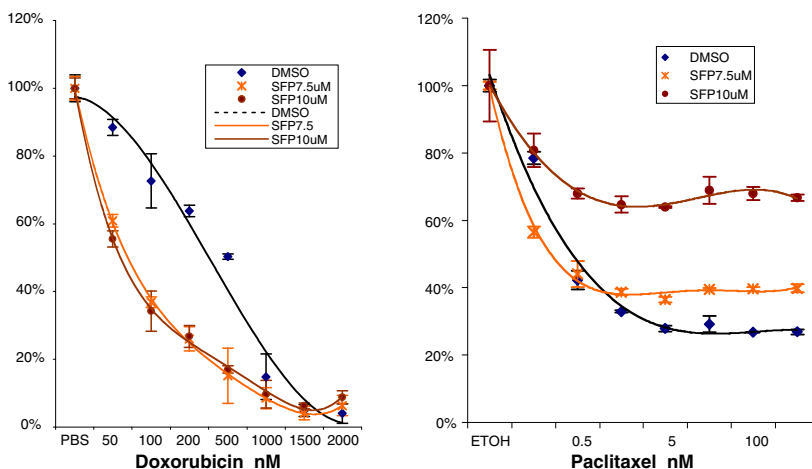 120%
100%
80%
60%
40%
20%
0%
DMSO
SFP7.5uM
SFP10uM
DMSO
SFP7.5
SFP10uM
PBS 50 100 200 500 1000 1500 2000
Doxorubicin nM
120%
100%
80%
60%
40%
20%
0%
DMSO
SFP7.5uM
SFP10uM
ETOH 0.5 5 100
Paclitaxel nM